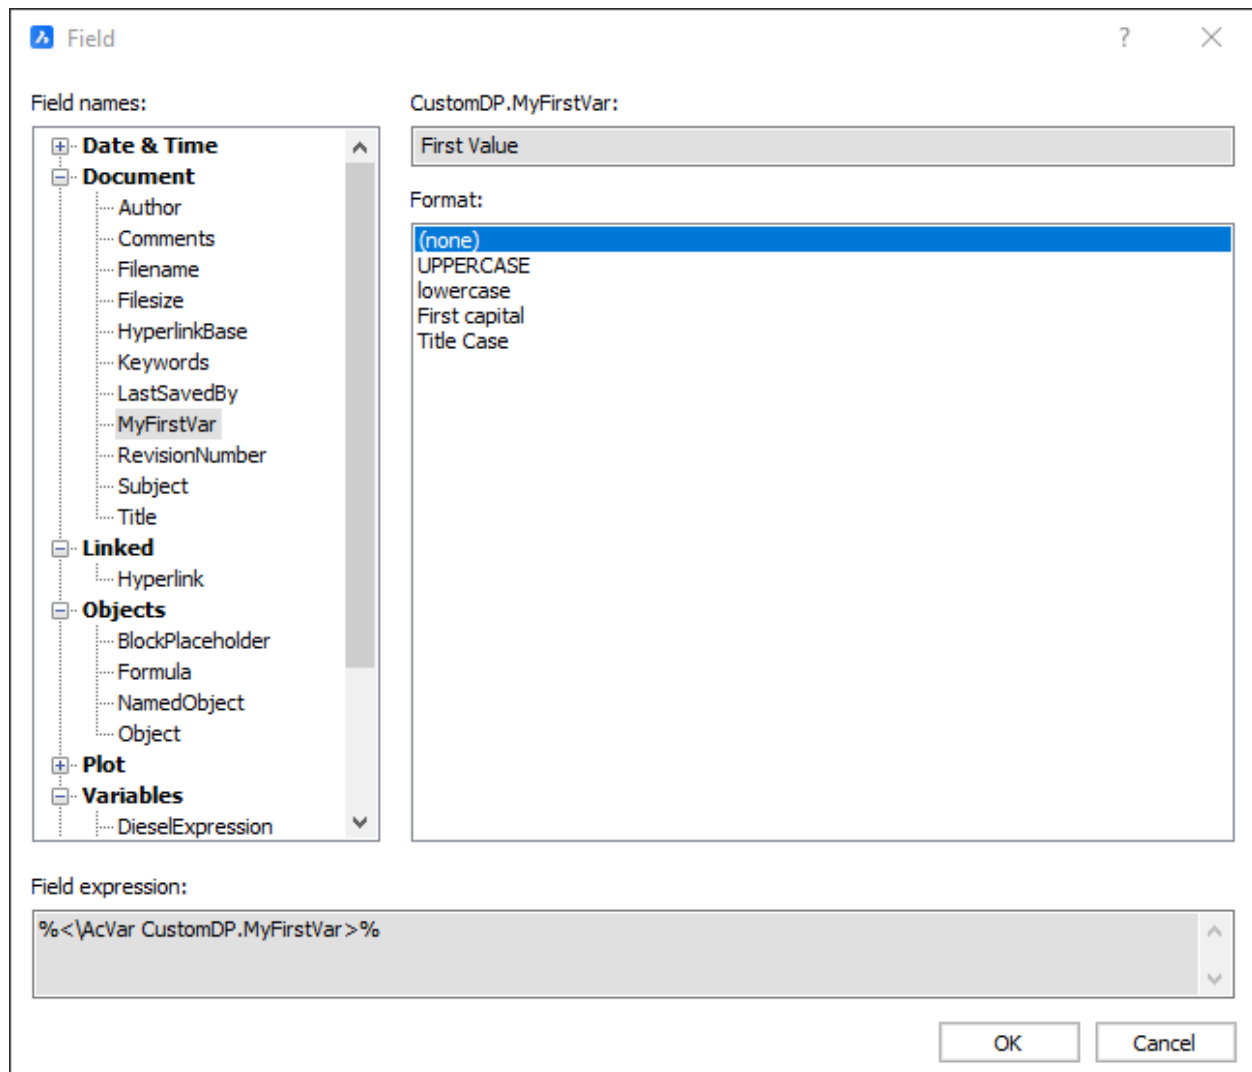 Field
?
Field names:
Date & Time
Document
Author
Comments
Filename
Filesize
HyperlinkBase
Keywords
LastSavedBy
MyFirstVar
RevisionNumber
Subject
Title
Linked
Hyperlink
Objects
BlockPlaceholder
Formula
NamedObject
Object
Plot
Variables
DieselExpression
CustomDP.MyFirstVar:
First Value
Format:
(none)
UPPERCASE
lowercase
First capital
Title Case
Field expression:
%<\AcVar CustomDP.MyFirstVar>%
OK
Cancel